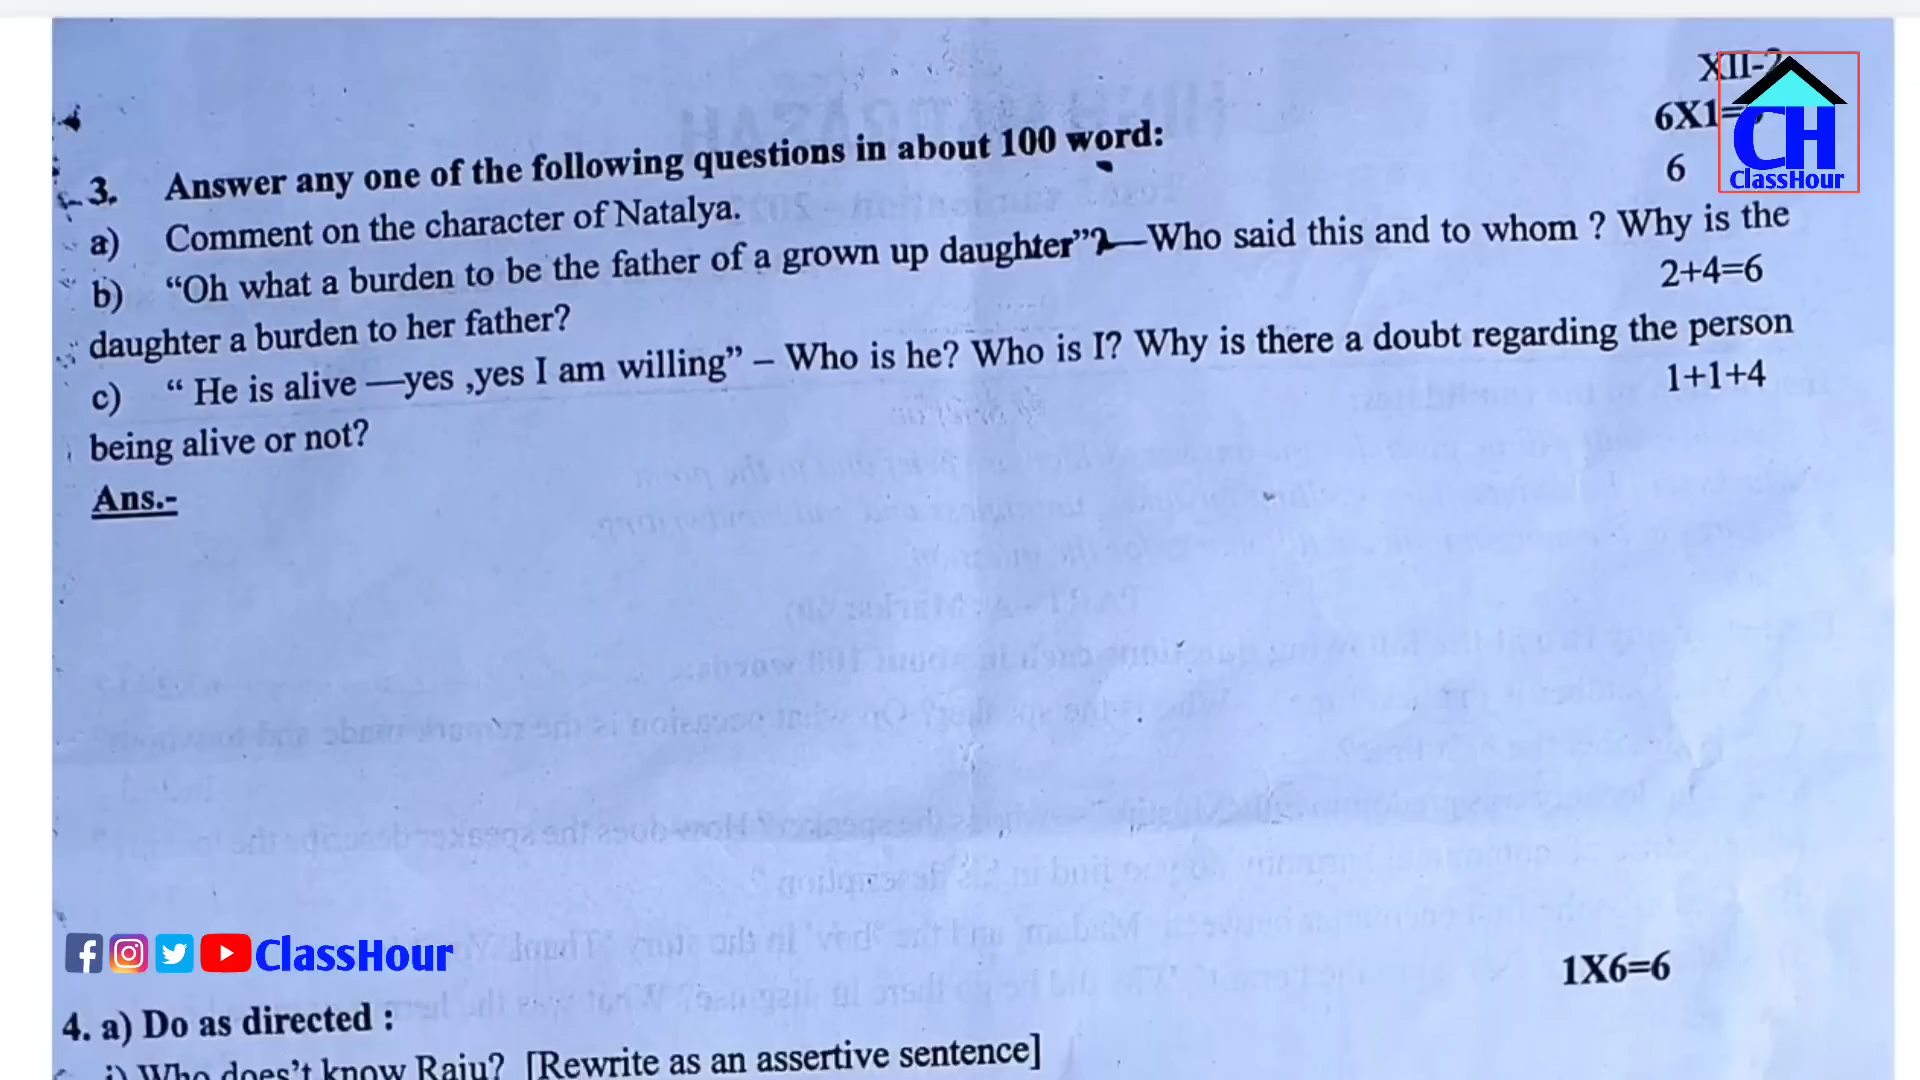 XII-2
6X1=
3. Answer any one of the following questions in about 100 word:
a) Comment on the character of Natalya. 6
b) “Oh what a burden to be the father of a grown up daughter”?—Who said this and to whom ? Why is the
daughter a burden to her father? 2+4=6
c) “ He is alive —yes ,yes I am willing” – Who is he? Who is I? Why is there a doubt regarding the person
being alive or not? 1+1+4
Ans.-
CH
ClassHour
ClassHour
1X6=6
4. a) Do as directed :
i) Who does’t know Raju? [Rewrite as an assertive sentence]